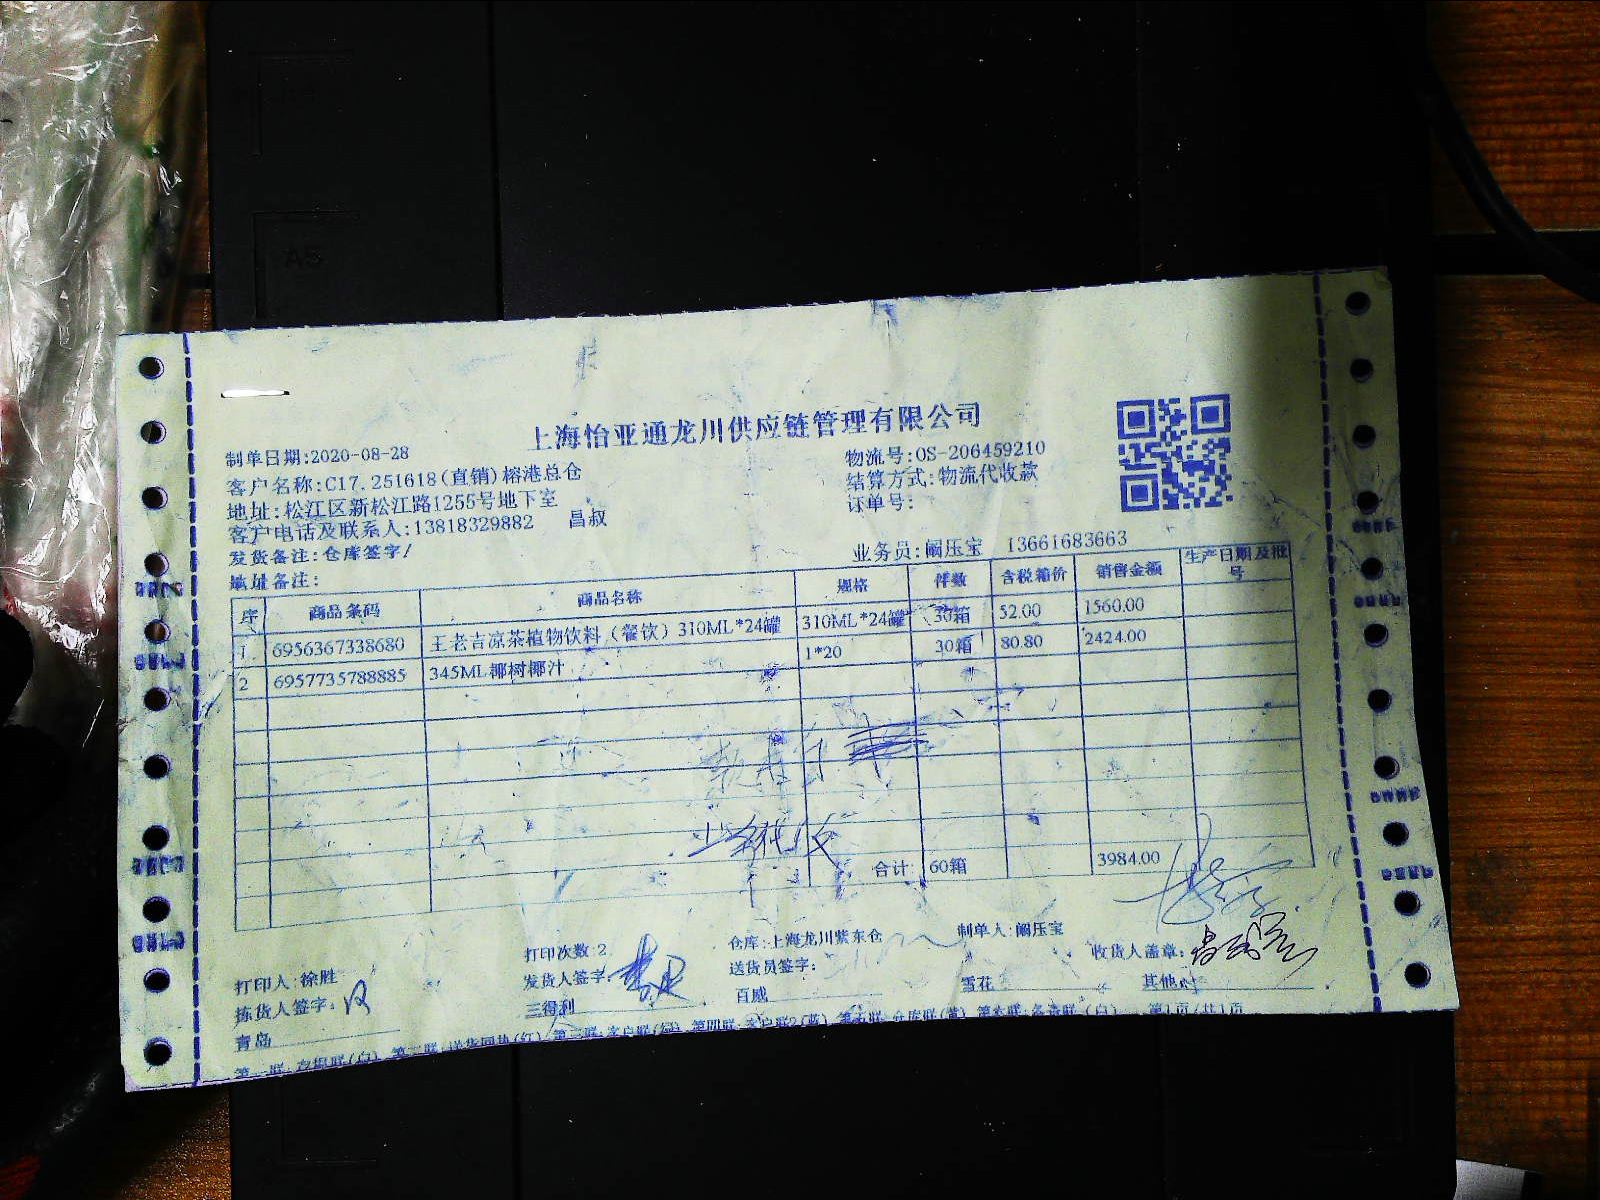 A5
上海怡亚通龙川供应链管理有限公司
制单日期:2020-08-28 物流号:OS-206459210
客户名称:C17.251618(直销)榕港总仓 结算方式:物流代收款
地址:松江区新松江路1255号地下室 订单号:
客户电话及联系人:13818329882 昌叔
发货备注:仓库签字/ 业务员:阚压宝 13661683663
地址备注:
序 商品条码 商品名称 规格 件数 含税箱价 销售金额 生产日期及批号
1 6956367338680 王老吉凉茶植物饮料（餐饮）310ML*24罐 310ML*24罐 30箱 52.00 1560.00
2 6957735788885 345ML椰树椰汁 1*20 30箱 80.80 2424.00
合计 60箱 3984.00
打印人:徐胜 打印次数:2 仓库:上海龙川紫东仓 制单人:阚压宝
拣货人签字: 发货人签字: 送货员签字: 收货人盖章:
青岛 三得利 百威 雪花 其他
第1页/共1页